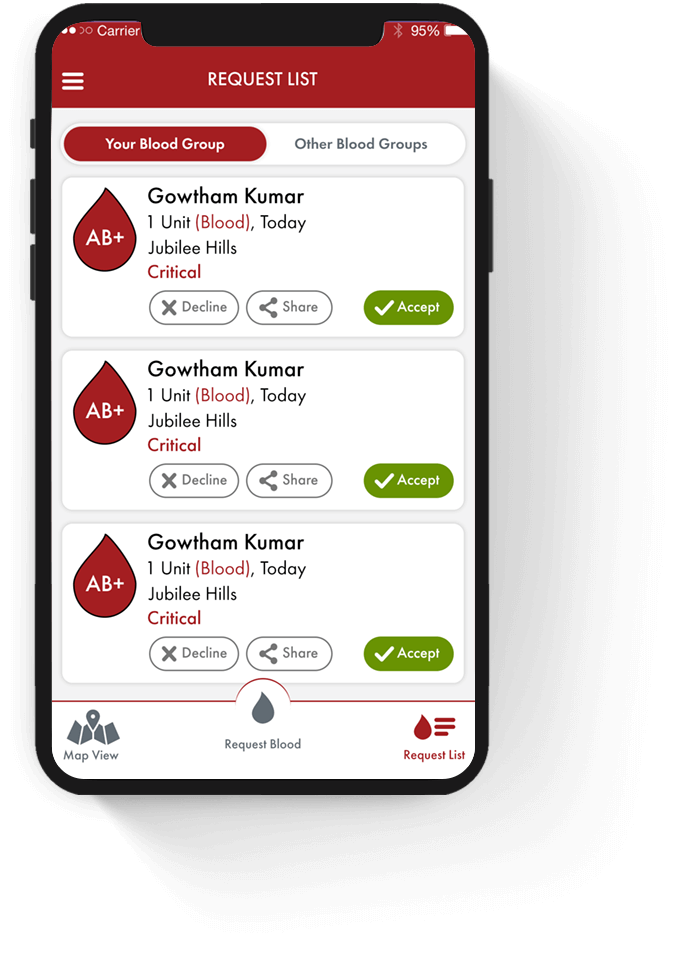 Carrier 95%
REQUEST LIST
Your Blood Group Other Blood Groups
Gowtham Kumar
AB+
1 Unit (Blood), Today
Jubilee Hills
Critical
Decline Share Accept
Gowtham Kumar
AB+
1 Unit (Blood), Today
Jubilee Hills
Critical
Decline Share Accept
Gowtham Kumar
AB+
1 Unit (Blood), Today
Jubilee Hills
Critical
Decline Share Accept
Map View Request Blood Request List